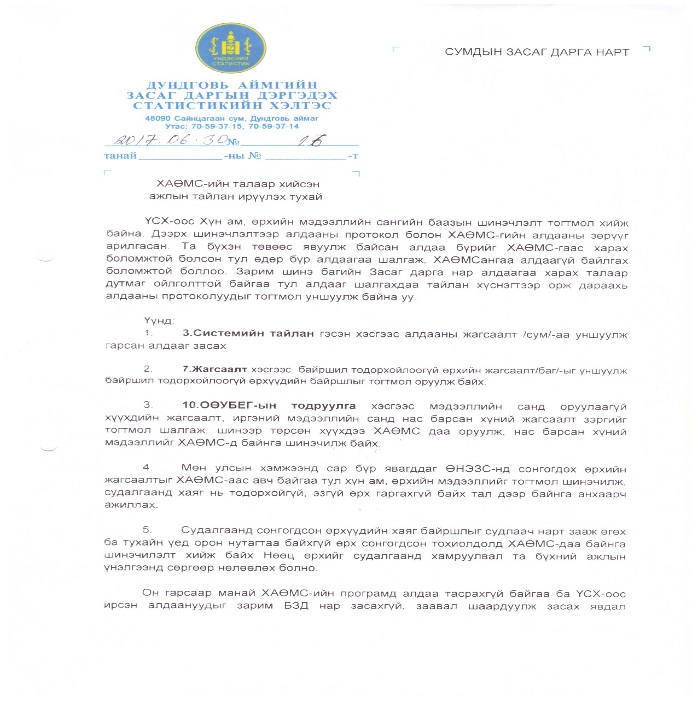 СУМДЫН ЗАСАГ ДАРГА НАРТ
ҮНДЭСНИЙ
СТАТИСТИК
ДУНДГОВЬ АЙМГИЙН
ЗАСАГ ДАРГЫН ДЭРГЭДЭХ
СТАТИСТИКИЙН ХЭЛТЭС
48090 Сайнцагаан сум, Дундговь аймаг
Утас: 70-59-37-15, 70-59-37-14
2017.06.30 № 16
танай ____________-ны № ____________-т
ХАӨМС-ийн талаар хийсэн
ажлын тайлан ирүүлэх тухай
ҮСХ-оос Хүн ам, өрхийн мэдээллийн сангийн баазын шинэчлэлт тогтмол хийж
байна. Дээрх шинэчлэлтээр алдааны протокол болон ХАӨМС-гийн алдааны зөрүүг
арилгасан. Та бүхэн төвөөс явуулж байсан алдаа бүрийг ХАӨМС-гаас харах
боломжтой болсон тул өдөр бүр алдаагаа шалгаж, ХАӨМСангаа алдаагүй байлгах
боломжтой боллоо. Зарим шинэ багийн Засаг дарга нар алдаагаа харах талаар
дутмаг ойлголттой байгаа тул алдааг шалгахдаа тайлан хүснэгтээр орж дараахь
алдааны протоколуудыг тогтмол уншуулж байна уу.
Үүнд:
1. 3.Системийн тайлан гэсэн хэсгээс алдааны жагсаалт /сум/-аа уншуулж
гарсан алдааг засах
2. 7.Жагсаалт хэсгээс байршил тодорхойлоогүй өрхийн жагсаалт/баг/-ыг уншуулж
байршил тодорхойлоогүй өрхүүдийн байршлыг тогтмол оруулж байх.
3. 10.ОӨУБЕГ-ын тодруулга хэсгээс мэдээллийн санд оруулаагүй
хүүхдийн жагсаалт, иргэний мэдээллийн санд нас барсан хүний жагсаалт зэргийг
тогтмол шалгаж, шинээр төрсөн хүүхдээ ХАӨМС даа оруулж, нас барсан хүний
мэдээллийг ХАӨМС-д байнга шинэчилж байх.
4. Мөн улсын хэмжээнд сар бүр явагддаг ӨНЭЗС-нд сонгогдох өрхийн
жагсаалтыг ХАӨМС-аас авч байгаа тул хүн ам, өрхийн мэдээллийг тогтмол шинэчилж,
судалгаанд хаяг нь тодорхойгүй, эзгүй өрх гаргахгүй байх тал дээр байнга анхаарч
ажиллах.
5. Судалгаанд сонгогдсон өрхүүдийн хаяг байршлыг судлаач нарт зааж өгөх
ба тухайн үед орон нутагтаа байхгүй өрх сонгогдсон тохиолдолд ХАӨМС-даа байнга
шинэчилэлт хийж байх Нөөц өрхийг судалгаанд хамруулвал та бүхний ажлын
үнэлгээнд сөргөөр нөлөөлөх болно.
Он гарсаар манай ХАӨМС-ийн програмд алдаа тасрахгүй байгаа ба ҮСХ-оос
ирсэн алдаануудыг зарим БЗД нар засахгүй, заавал шаардуулж засах явдал